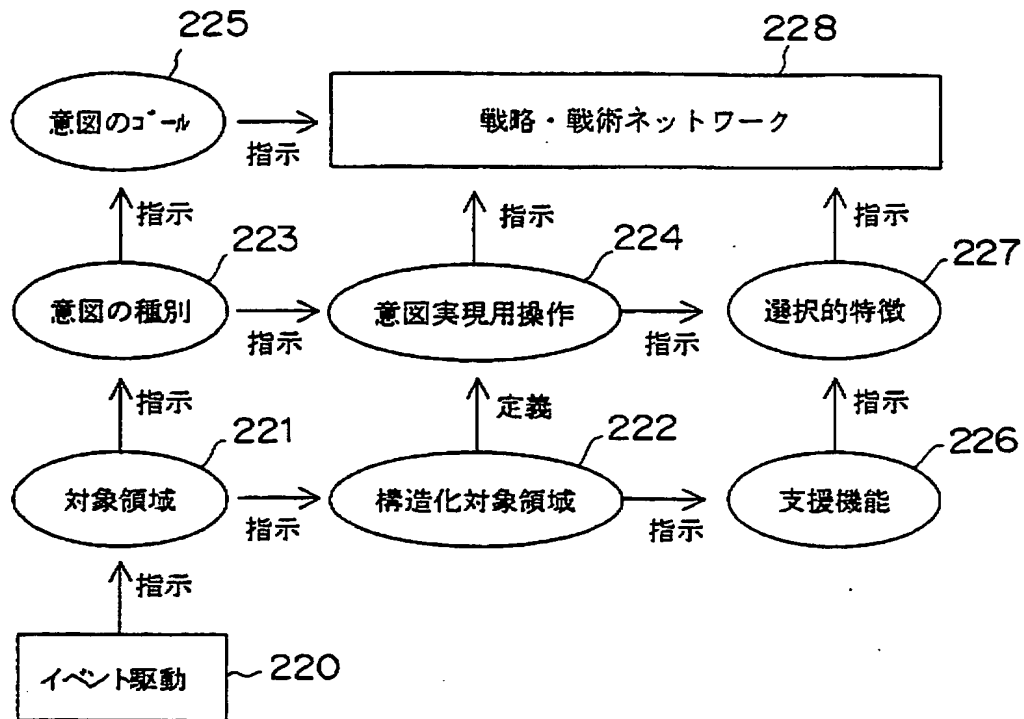 225
228
意図のｺﾞｰﾙ
指示
戦略・戦術ネットワーク
指示
指示
指示
223
224
227
意図の種別
指示
意図実現用操作
指示
選択的特徴
指示
定義
指示
221
222
226
対象領域
指示
構造化対象領域
指示
支援機能
指示
イベント駆動
220